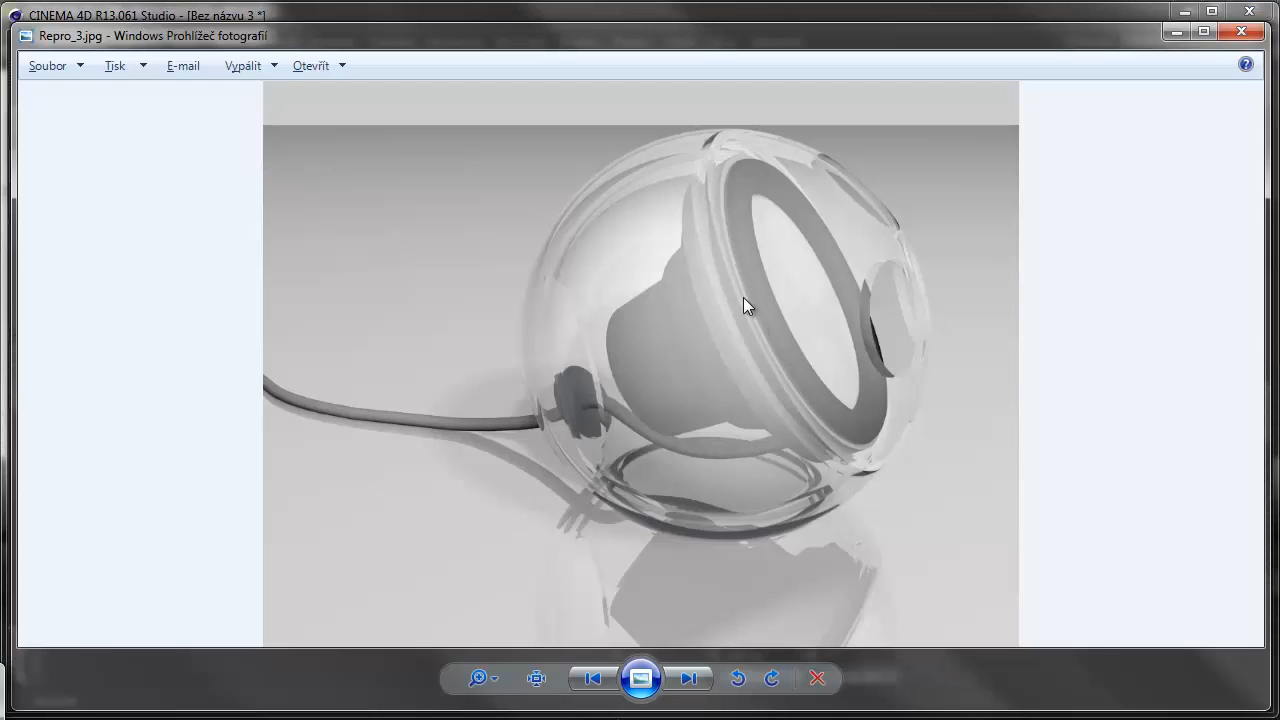 CINEMA 4D R13.061 Studio - [Bez názvu 3 *]
Repro_3.jpg - Windows Prohlížeč fotografií
Soubor Tisk E-mail Vypálit Otevřít